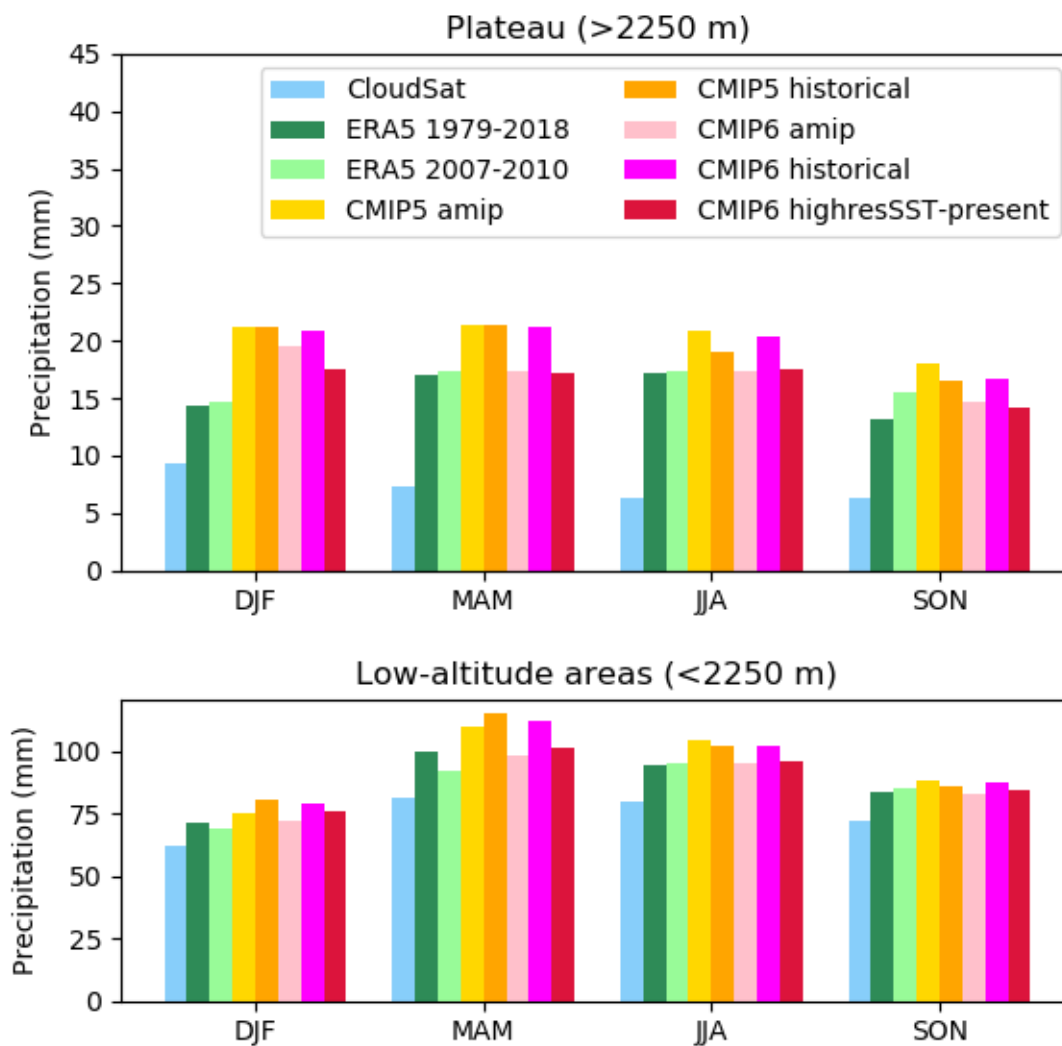 Plateau (>2250 m)
45
40
35
30
25
20
15
10
5
0
Precipitation (mm)
CloudSat
ERA5 1979-2018
ERA5 2007-2010
CMIP5 amip
CMIP5 historical
CMIP6 amip
CMIP6 historical
CMIP6 highresSST-present
DJF MAM JJA SON
Low-altitude areas (<2250 m)
100
75
50
25
0
Precipitation (mm)
DJF MAM JJA SON